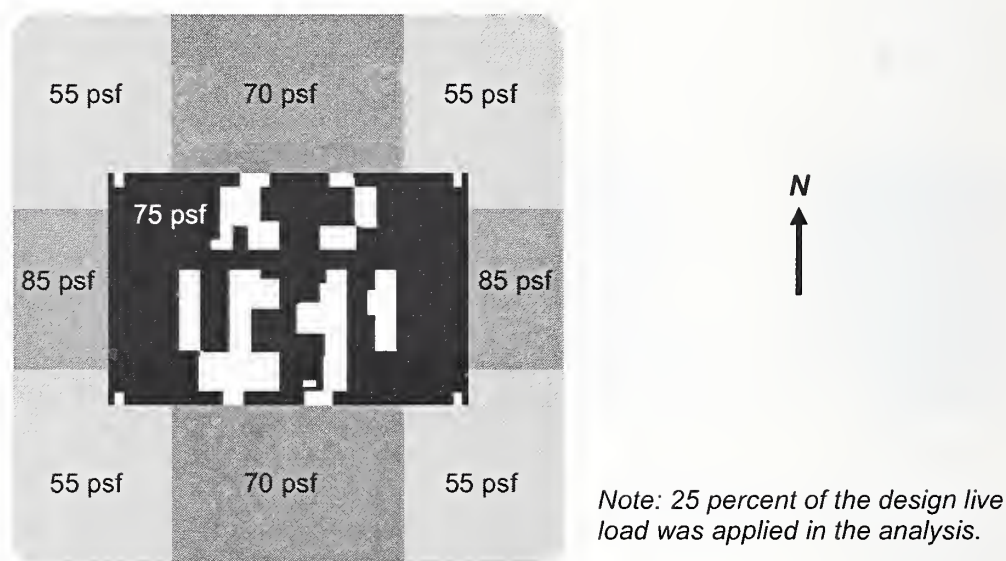 55 psf 70 psf 55 psf
N
75 psf
85 psf 85 psf
55 psf 70 psf 55 psf
Note: 25 percent of the design live
load was applied in the analysis.